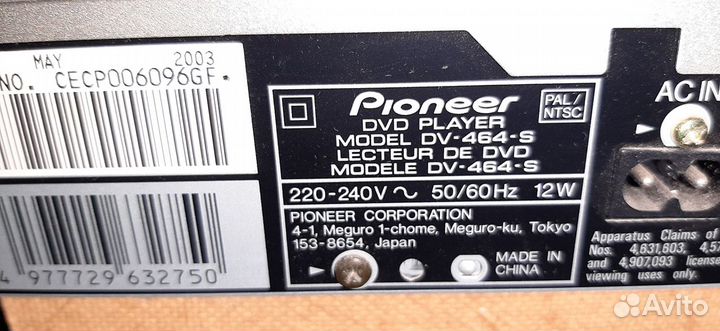 MAY 2003
NO. CECP006096GF.
4 977729 632750
Pioneer
PAL/
NTSC
DVD PLAYER
MODEL DV-464-S
LECTEUR DE DVD
MODELE DV-464-S
220-240V ~ 50/60Hz 12W
PIONEER CORPORATION
4-1, Meguro 1-chome, Meguro-ku, Tokyo
153-8654, Japan
MADE IN
CHINA
AC IN
Apparatus Claims of
Nos. 4,631,603, 4,57
and 4,907,093 license
viewing uses only.
Avito